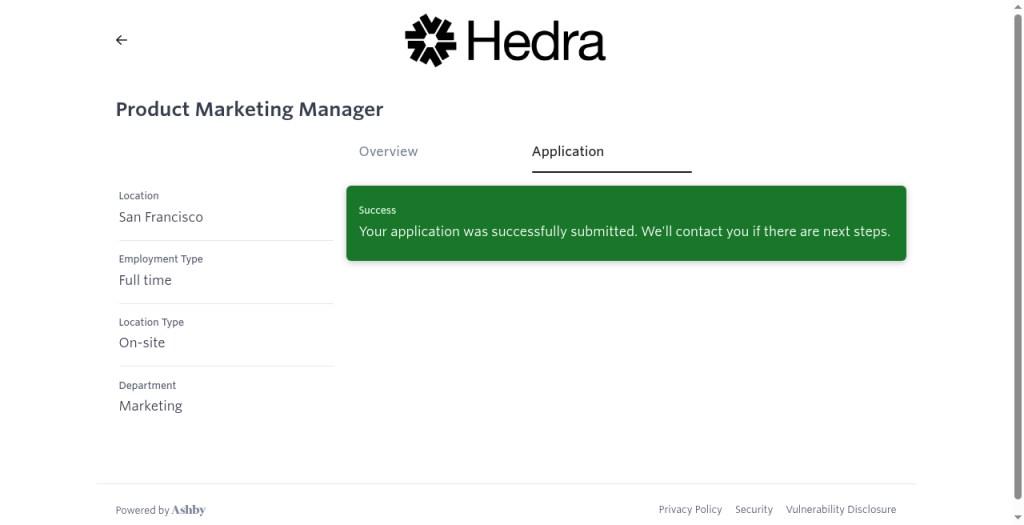 Hedra
Product Marketing Manager
Overview
Application
Location
San Francisco
Employment Type
Full time
Location Type
On-site
Department
Marketing
Success
Your application was successfully submitted. We'll contact you if there are next steps.
Powered by Ashby
Privacy Policy
Security
Vulnerability Disclosure